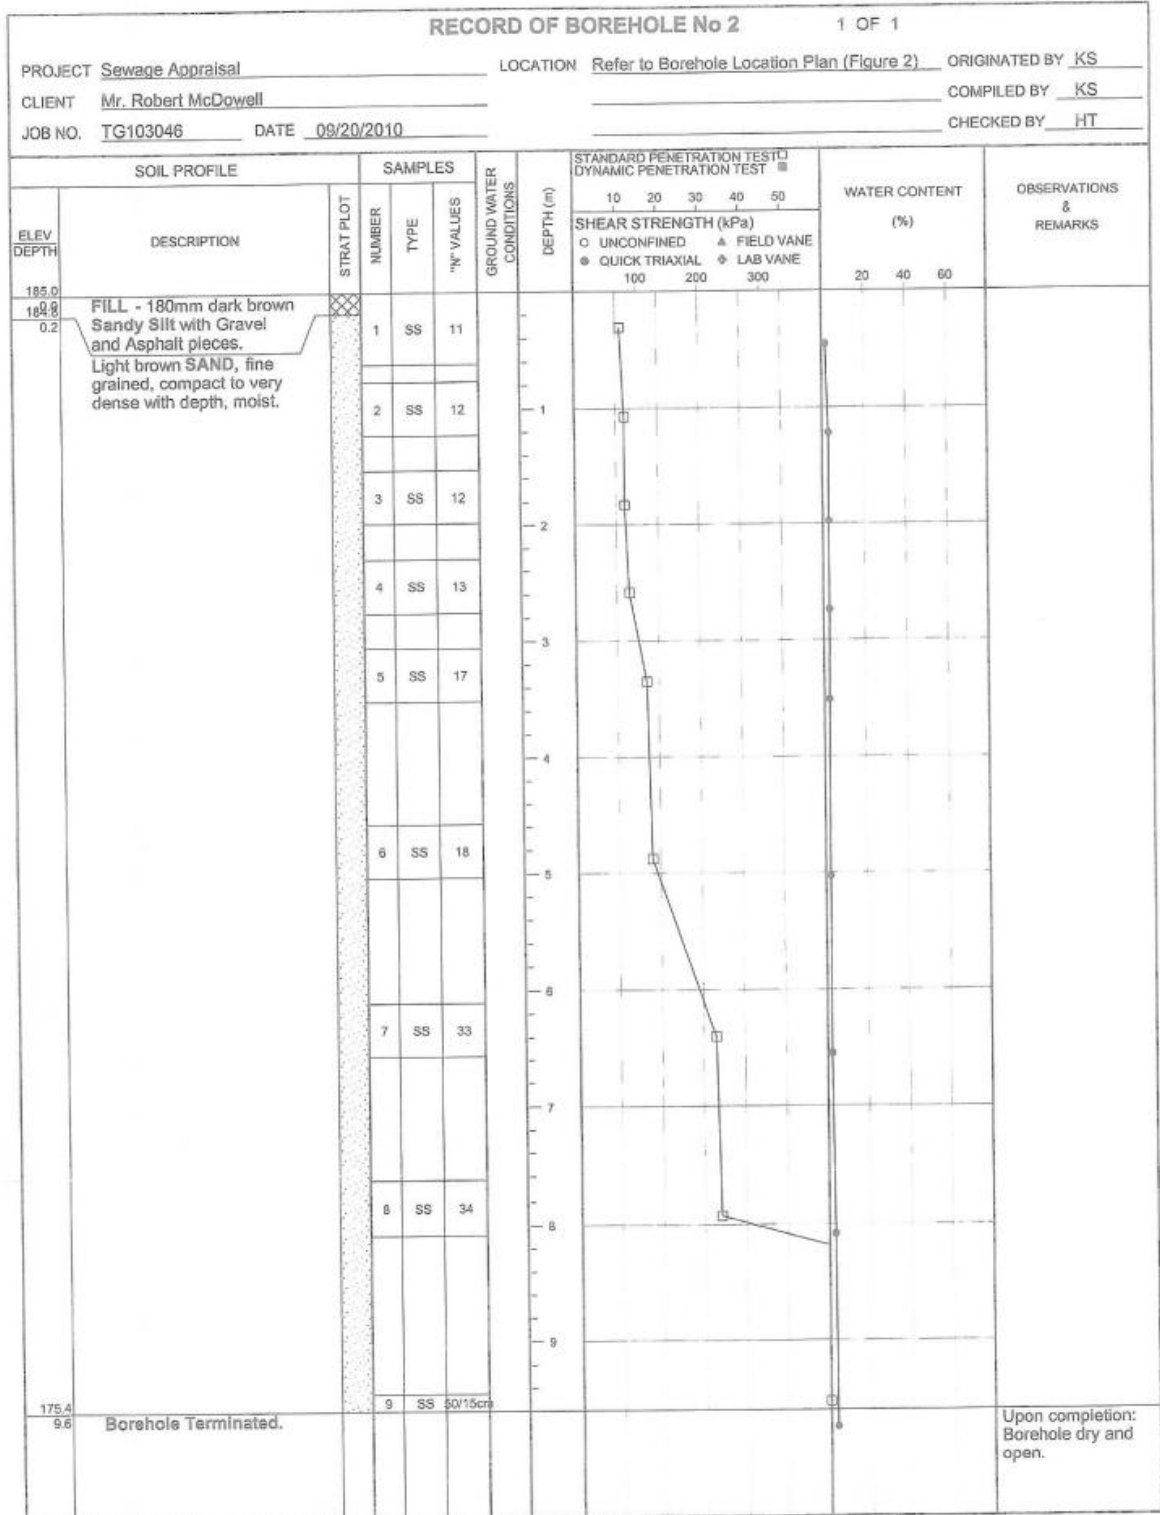 RECORD OF BOREHOLE No 2 1 OF 1
PROJECT Sewage Appraisal LOCATION Refer to Borehole Location Plan (Figure 2) ORIGINATED BY KS
CLIENT Mr. Robert McDowell COMPILED BY KS
JOB NO. TG103046 DATE 09/20/2010 CHECKED BY HT
SOIL PROFILE
SAMPLES
ELEV
DEPTH
DESCRIPTION
STRAT PLOT
NUMBER
TYPE
"N" VALUES
GROUND WATER
CONDITIONS
DEPTH (m)
STANDARD PENETRATION TEST
DYNAMIC PENETRATION TEST
10 20 30 40 50
SHEAR STRENGTH (kPa)
UNCONFINED FIELD VANE
QUICK TRIAXIAL LAB VANE
100 200 300
WATER CONTENT
(%)
20 40 60
OBSERVATIONS
&
REMARKS
185.0
0.0
184.8
0.2
FILL - 180mm dark brown
Sandy Silt with Gravel
and Asphalt pieces.
Light brown SAND, fine
grained, compact to very
dense with depth, moist.
1 SS 11
2 SS 12
3 SS 12
4 SS 13
5 SS 17
6 SS 18
7 SS 33
8 SS 34
9 SS 50/15cm
1
2
3
4
5
6
7
8
9
175.4
9.6
Borehole Terminated.
Upon completion:
Borehole dry and
open.